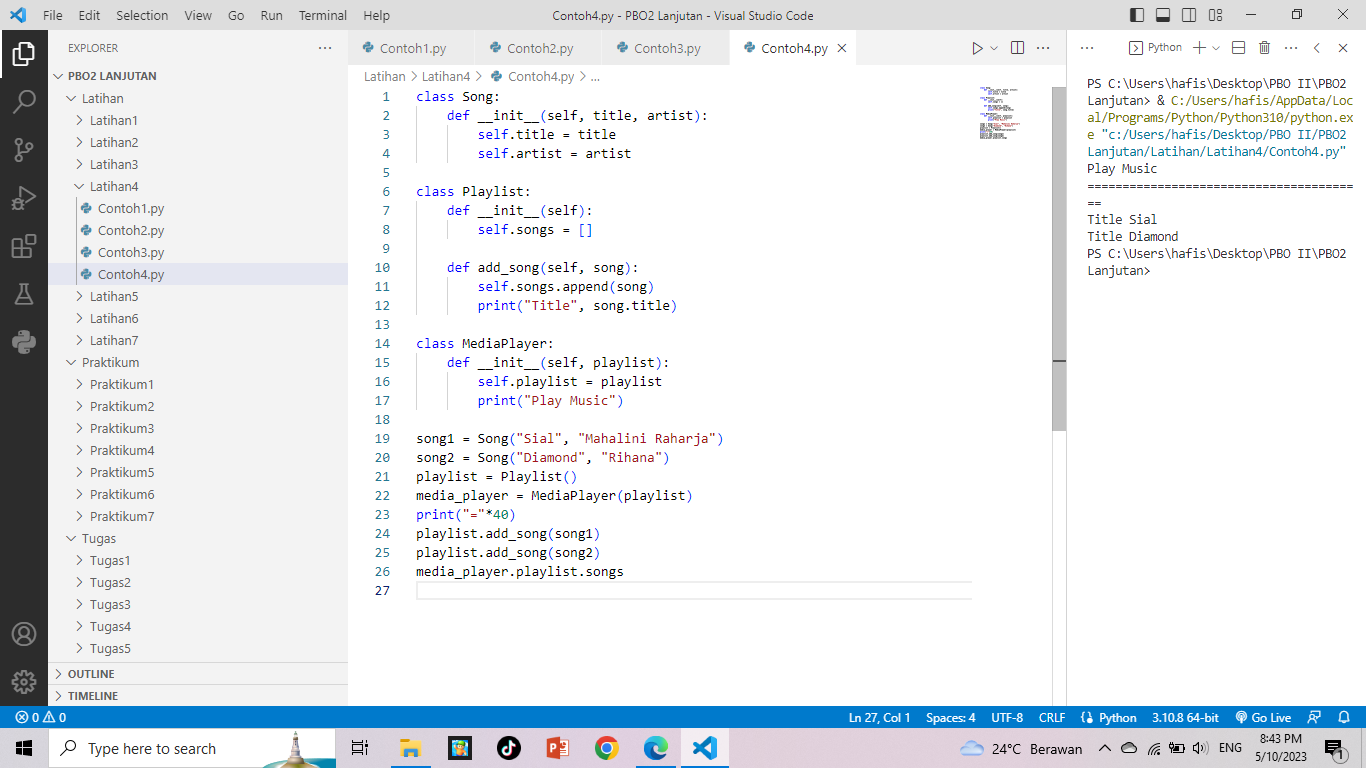 File Edit Selection View Go Run Terminal Help Contoh4.py - PBO2 Lanjutan - Visual Studio Code
EXPLORER
PBO2 LANJUTAN
Latihan
Latihan1
Latihan2
Latihan3
Latihan4
Contoh1.py
Contoh2.py
Contoh3.py
Contoh4.py
Latihan5
Latihan6
Latihan7
Praktikum
Praktikum1
Praktikum2
Praktikum3
Praktikum4
Praktikum5
Praktikum6
Praktikum7
Tugas
Tugas1
Tugas2
Tugas3
Tugas4
Tugas5
OUTLINE
TIMELINE
Contoh1.py Contoh2.py Contoh3.py Contoh4.py
Latihan > Latihan4 > Contoh4.py > ...
1 class Song:
2 def __init__(self, title, artist):
3 self.title = title
4 self.artist = artist
5
6 class Playlist:
7 def __init__(self):
8 self.songs = []
9
10 def add_song(self, song):
11 self.songs.append(song)
12 print("Title", song.title)
13
14 class MediaPlayer:
15 def __init__(self, playlist):
16 self.playlist = playlist
17 print("Play Music")
18
19 song1 = Song("Sial", "Mahalini Raharja")
20 song2 = Song("Diamond", "Rihana")
21 playlist = Playlist()
22 media_player = MediaPlayer(playlist)
23 print("="*40)
24 playlist.add_song(song1)
25 playlist.add_song(song2)
26 media_player.playlist.songs
27
Python
PS C:\Users\hafis\Desktop\PBO II\PBO2
Lanjutan> & C:/Users/hafis/AppData/Loc
al/Programs/Python/Python310/python.ex
e "c:/Users/hafis/Desktop/PBO II/PBO2
Lanjutan/Latihan/Latihan4/Contoh4.py"
Play Music
======================================
==
Title Sial
Title Diamond
PS C:\Users\hafis\Desktop\PBO II\PBO2
Lanjutan>
0 0 Ln 27, Col 1 Spaces: 4 UTF-8 CRLF Python 3.10.8 64-bit Go Live
Type here to search 24°C Berawan ENG 8:43 PM
5/10/2023 1